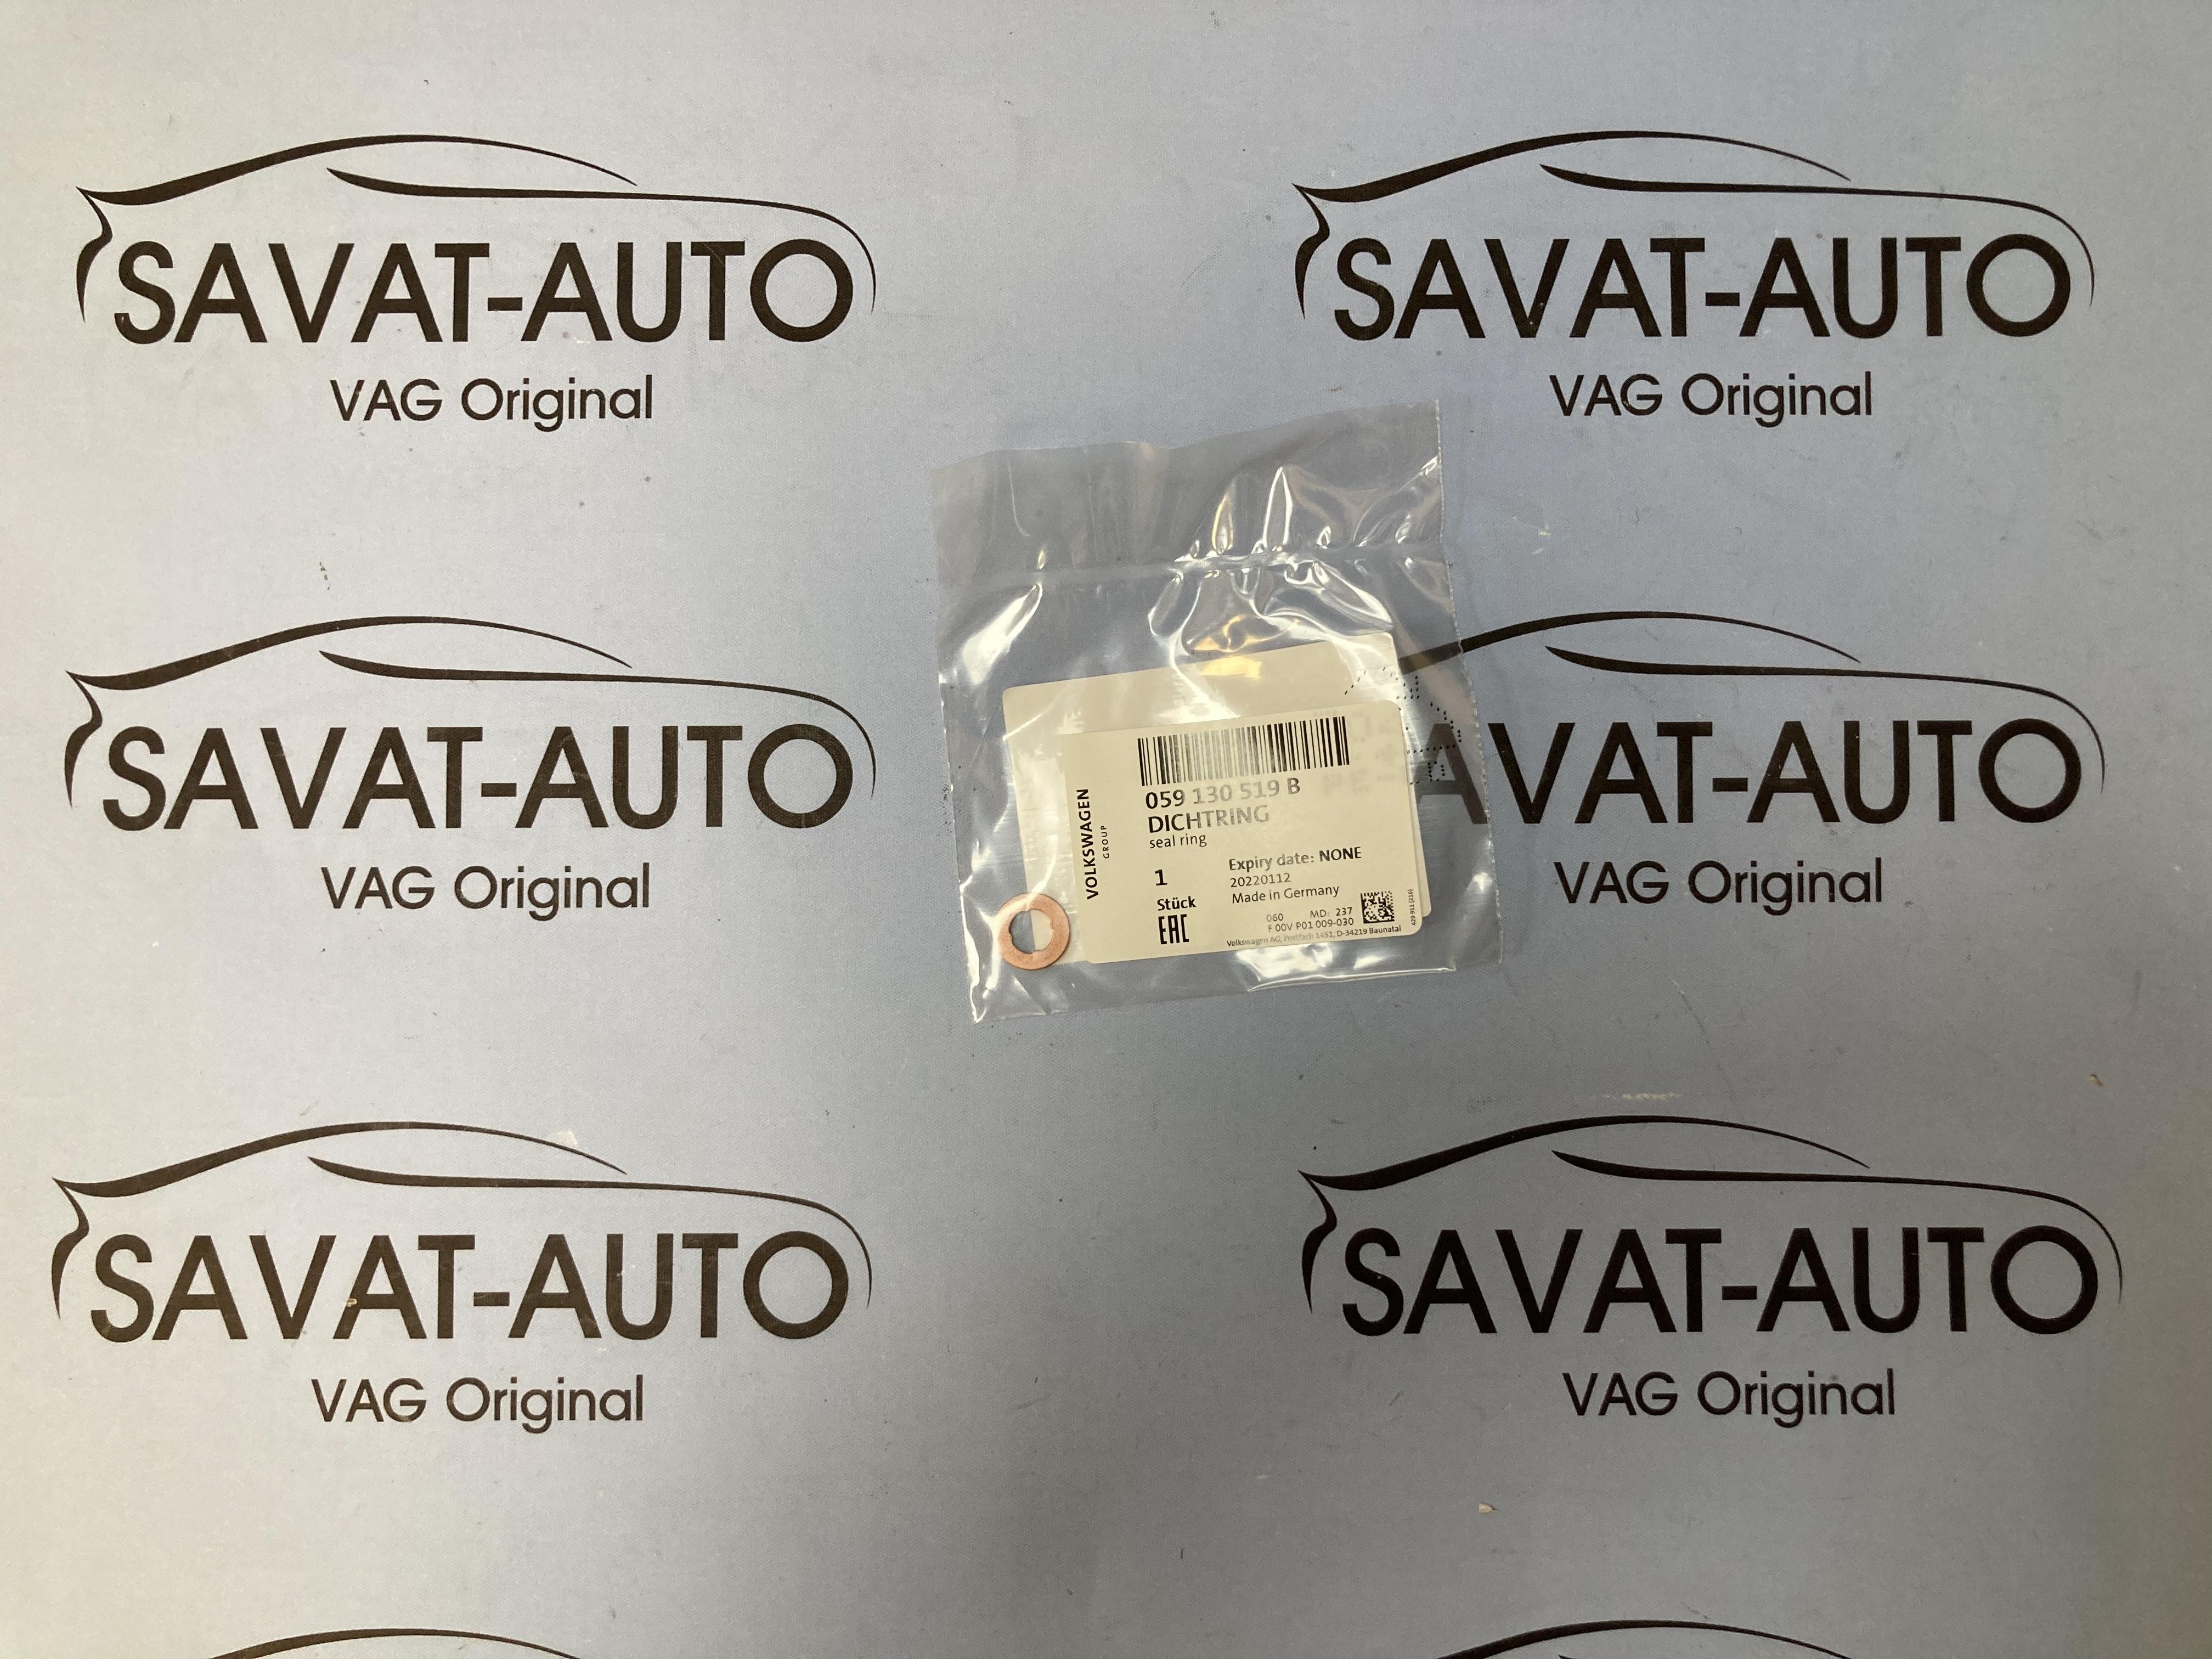 SAVAT-AUTO
VAG Original
SAVAT-AUTO
VAG Original
SAVAT-AUTO
VAG Original
AVAT-AUTO
VAG Original
VOLKSWAGEN
GROUP
059 130 519 B
DICHTRING
seal ring
1
Stück
EAC
Expiry date: NONE
20220112
Made in Germany
060 MD: 237
F 00V P01 009-030
Volkswagen AG, Postfach 1451, D-34219 Baunatal
SAVAT-AUTO
VAG Original
SAVAT-AUTO
VAG Original